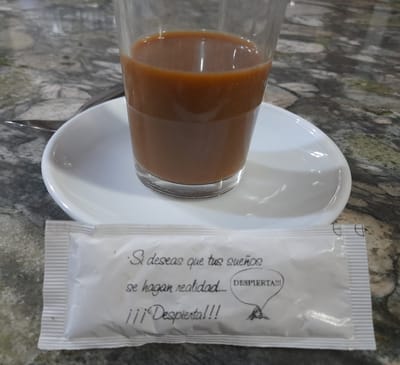 Si deseas que tus sueños
se hagan realidad...
¡¡¡Despierta!!!
DESPIERTA!!!